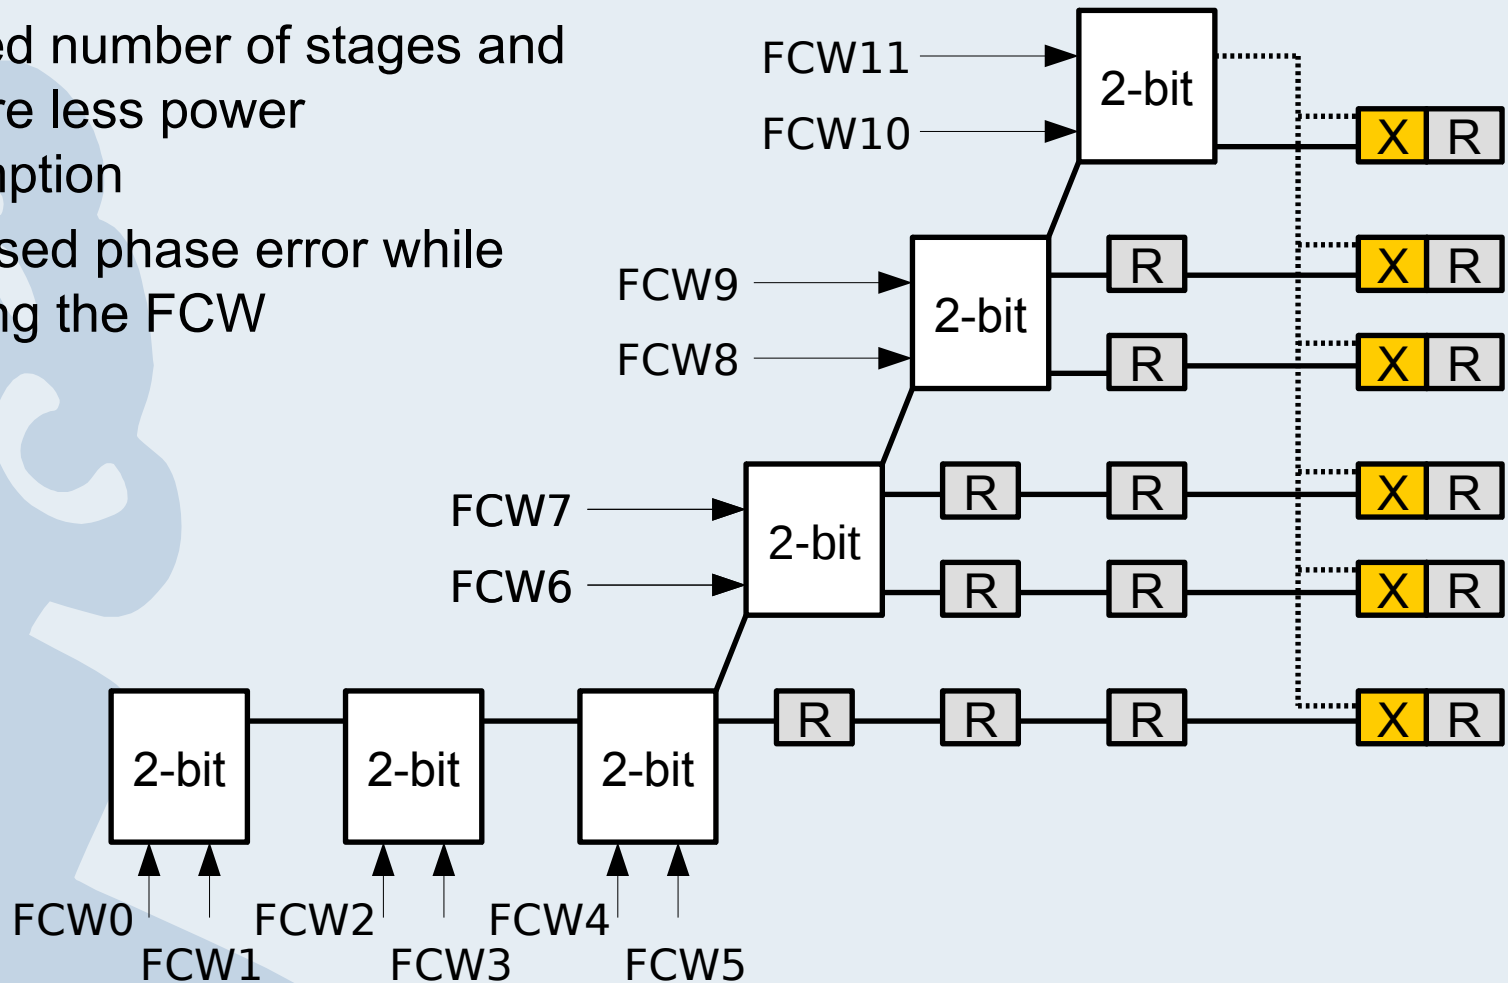 ed number of stages and
re less power
nption
sed phase error while
ng the FCW
FCW11
2-bit
FCW10
X R
FCW9
R
X R
2-bit
FCW8
R
X R
FCW7
R R
X R
2-bit
FCW6
R R
X R
R R R
X R
2-bit 2-bit 2-bit
FCW0 FCW2 FCW4
FCW1 FCW3 FCW5